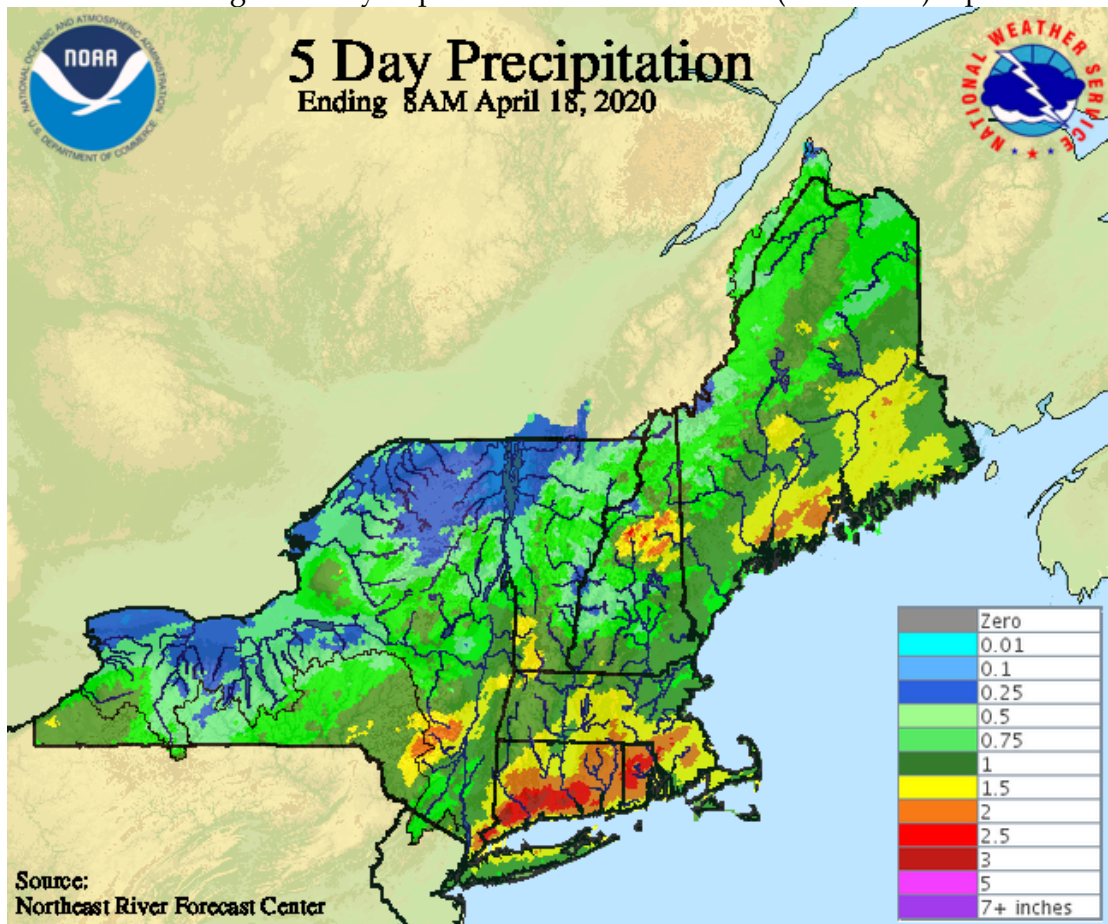 5 Day Precipitation
Ending 8AM April 18, 2020
NATIONAL OCEANIC AND ATMOSPHERIC ADMINISTRATION
NOAA
U.S. DEPARTMENT OF COMMERCE
NATIONAL WEATHER SERVICE
Zero
0.01
0.1
0.25
0.5
0.75
1
1.5
2
2.5
3
5
7+ inches
Source:
Northeast River Forecast Center